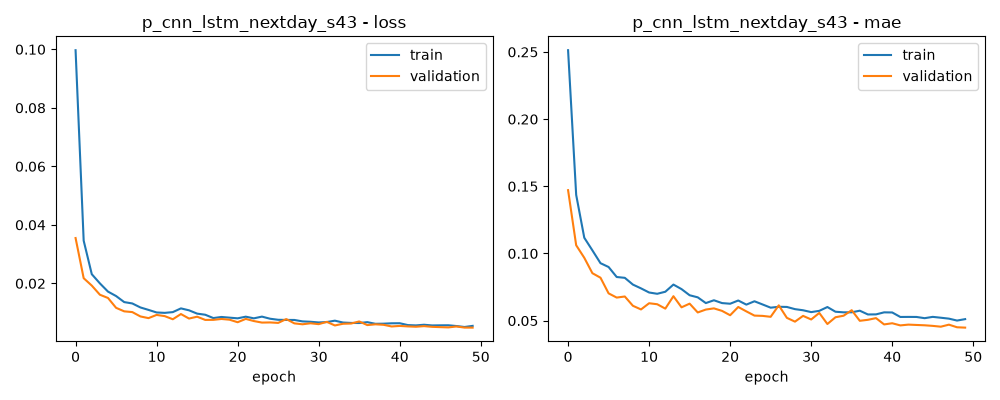 p_cnn_lstm_nextday_s43 - loss
train
validation
0.10
0.08
0.06
0.04
0.02
0
10
20
30
40
50
epoch
p_cnn_lstm_nextday_s43 - mae
train
validation
0.25
0.20
0.15
0.10
0.05
0
10
20
30
40
50
epoch